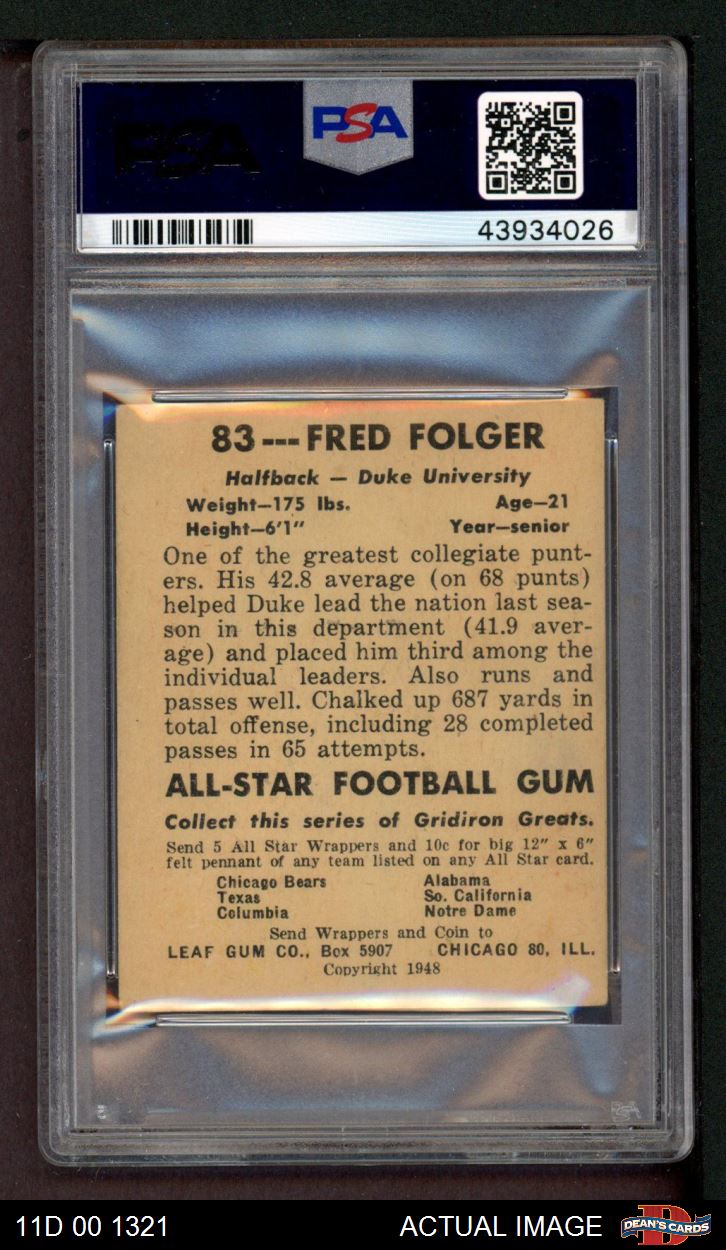 PSA
PSA
43934026
83---FRED FOLGER
Halfback — Duke University
Weight—175 lbs. Age—21
Height—6'1" Year—senior
One of the greatest collegiate punt-
ers. His 42.8 average (on 68 punts)
helped Duke lead the nation last sea-
son in this department (41.9 aver-
age) and placed him third among the
individual leaders. Also runs and
passes well. Chalked up 687 yards in
total offense, including 28 completed
passes in 65 attempts.
ALL-STAR FOOTBALL GUM
Collect this series of Gridiron Greats.
Send 5 All Star Wrappers and 10c for big 12" x 6"
felt pennant of any team listed on any All Star card.
Chicago Bears Alabama
Texas So. California
Columbia Notre Dame
Send Wrappers and Coin to
LEAF GUM CO., Box 5907 CHICAGO 80, ILL.
Copyright 1948
PSA
11D 00 1321 ACTUAL IMAGE D DEAN'S CARDS